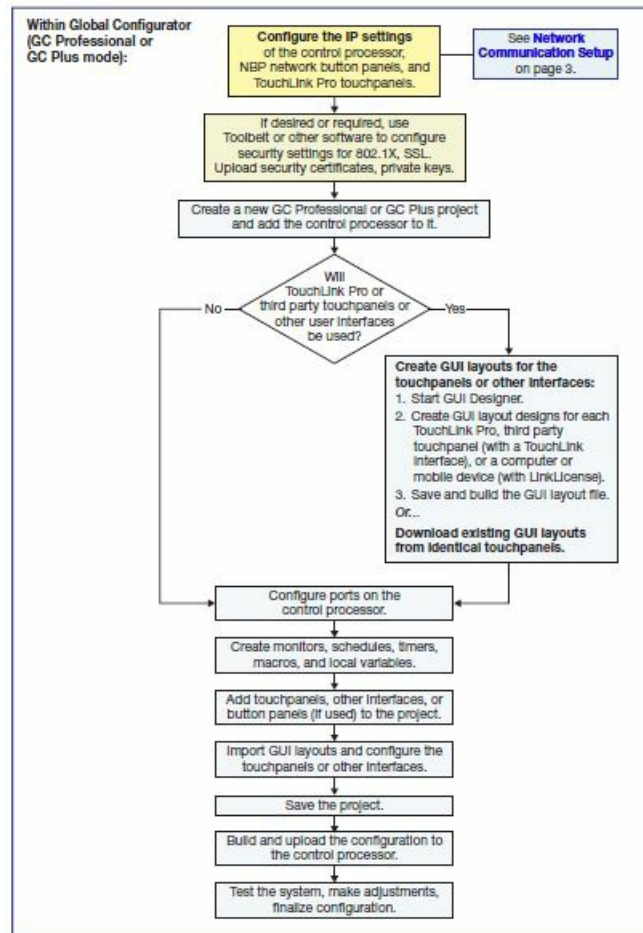 Within Global Configurator
(GC Professional or
GC Plus mode):
Configure the IP settings
of the control processor,
NBP network button panels, and
TouchLink Pro touchpanels.
See Network
Communication Setup
on page 3.
If desired or required, use
Toolbelt or other software to configure
security settings for 802.1X, SSL.
Upload security certificates, private keys.
Create a new GC Professional or GC Plus project
and add the control processor to it.
Will
TouchLink Pro or
third party touchpanels or
other user interfaces
be used?
No
Yes
Create GUI layouts for the
touchpanels or other interfaces:
1. Start GUI Designer.
2. Create GUI layout designs for each
TouchLink Pro, third party
touchpanel (with a TouchLink
interface), or a computer or
mobile device (with LinkLicense).
3. Save and build the GUI layout file.
Or...
Download existing GUI layouts
from identical touchpanels.
Configure ports on the
control processor.
Create monitors, schedules, timers,
macros, and local variables.
Add touchpanels, other interfaces, or
button panels (if used) to the project.
Import GUI layouts and configure the
touchpanels or other interfaces.
Save the project.
Build and upload the configuration to
the control processor.
Test the system, make adjustments,
finalize configuration.